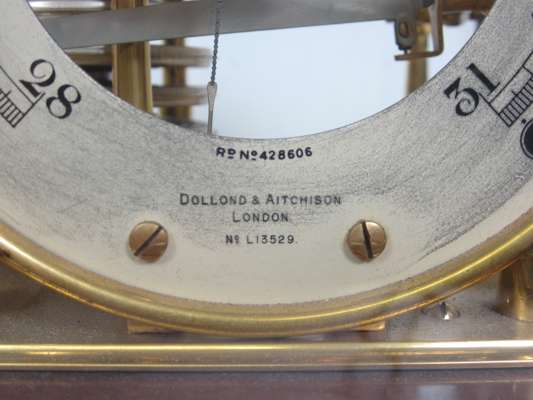 28
31
Rᴰ Nº 428606
DOLLOND & AITCHISON
LONDON
Nº L13529.